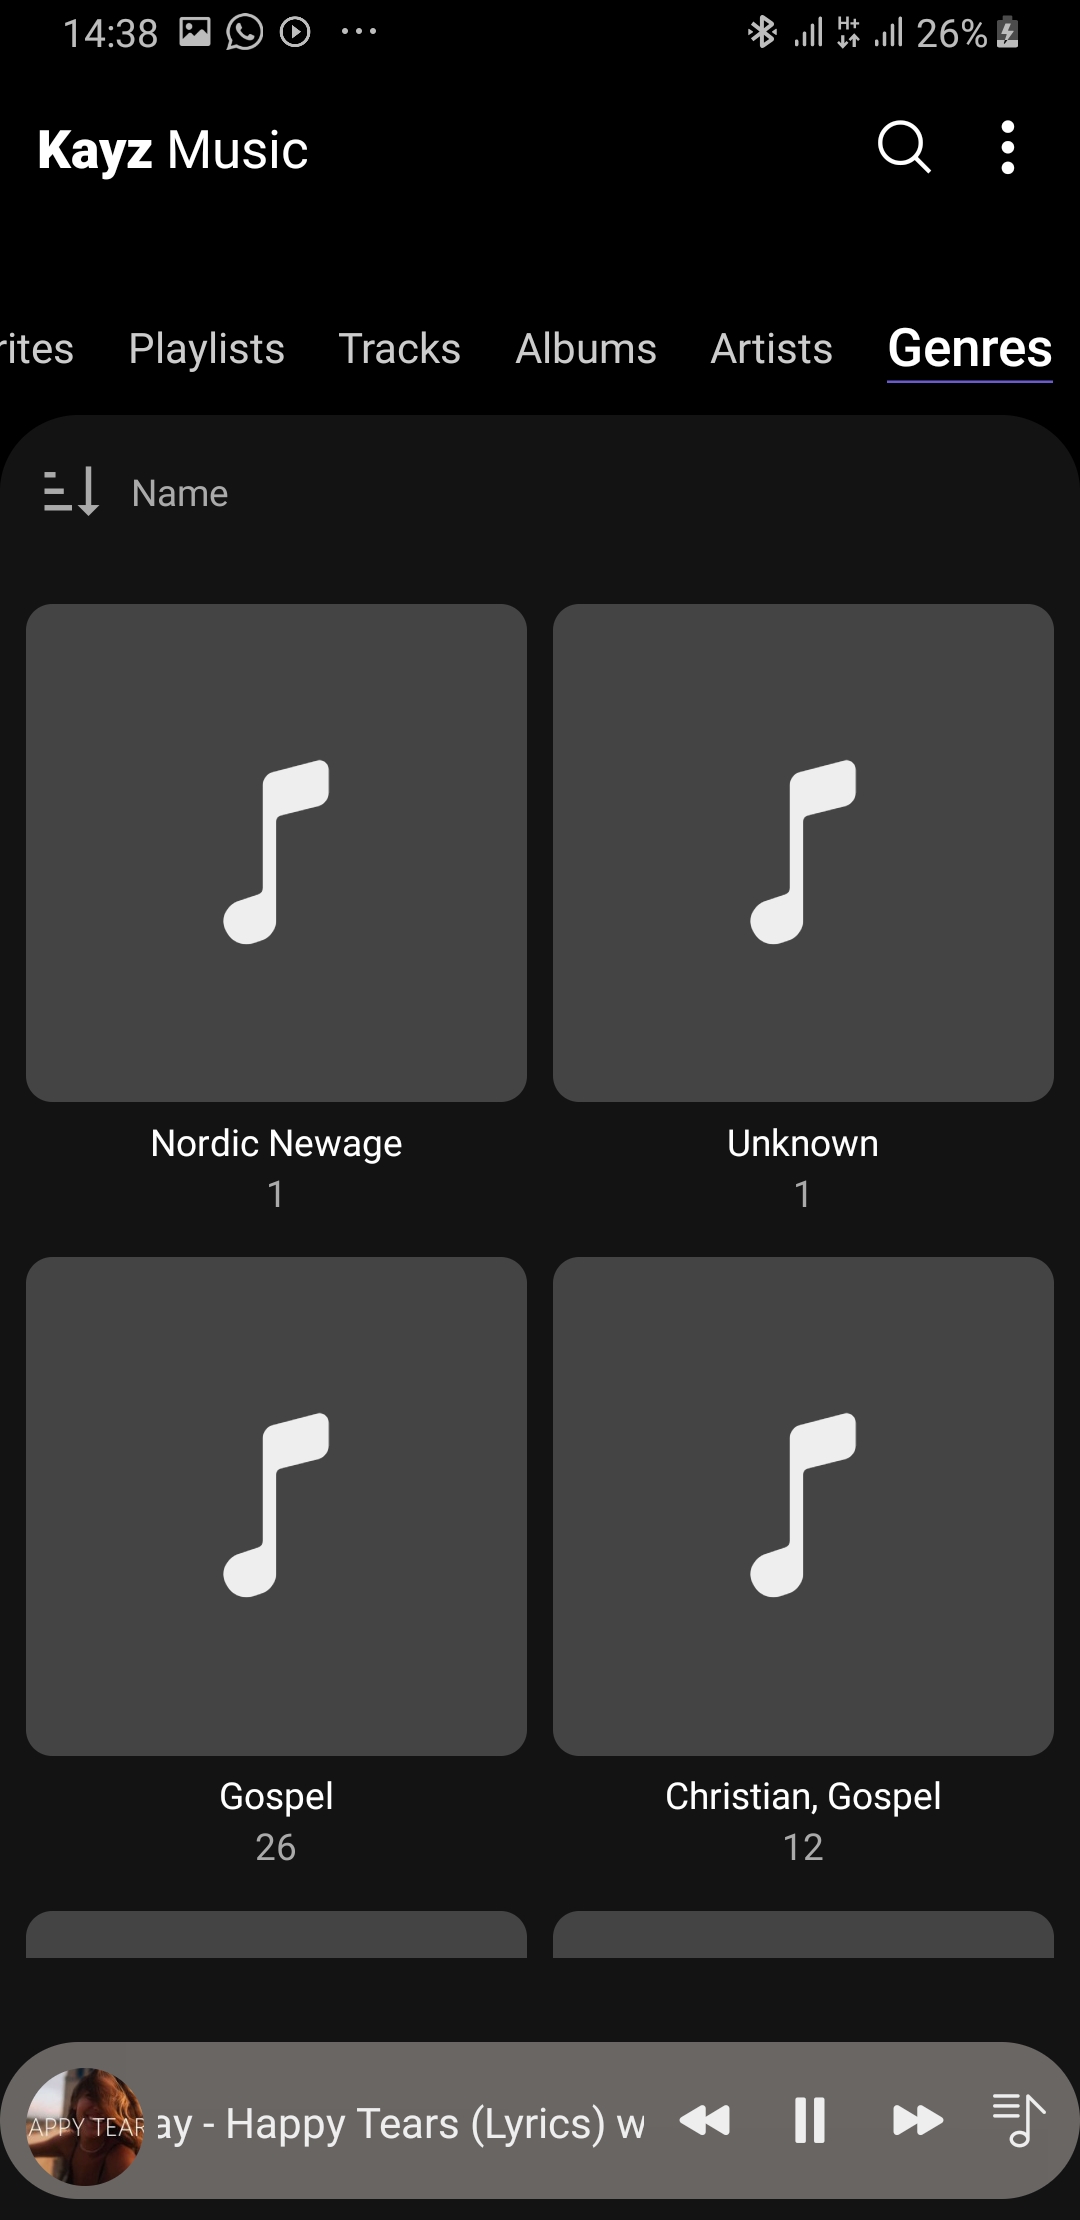 14:38 H+ 26%
Kayz Music
rites Playlists Tracks Albums Artists Genres
Name
Nordic Newage Unknown
1 1
Gospel Christian, Gospel
26 12
APPY TEAR ay - Happy Tears (Lyrics) w